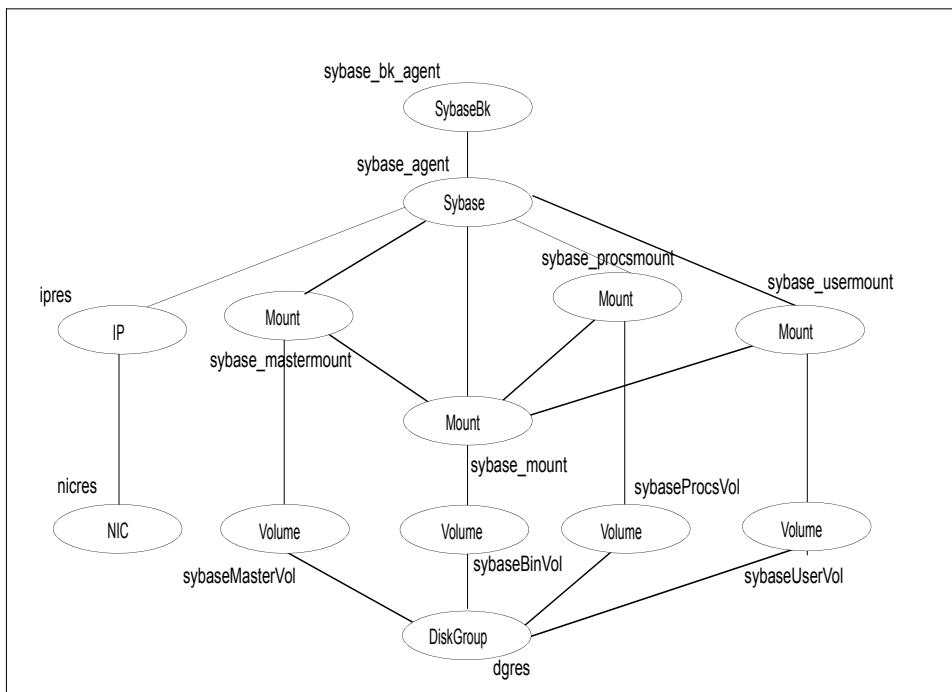 sybase_bk_agent
SybaseBk
sybase_agent
Sybase
sybase_procsmount
Mount
sybase_usermount
Mount
ipres
IP
Mount
sybase_mastermount
Mount
sybase_mount
nicres
NIC
Volume
sybaseMasterVol
Volume
sybaseBinVol
sybaseProcsVol
Volume
Volume
sybaseUserVol
DiskGroup
dgres